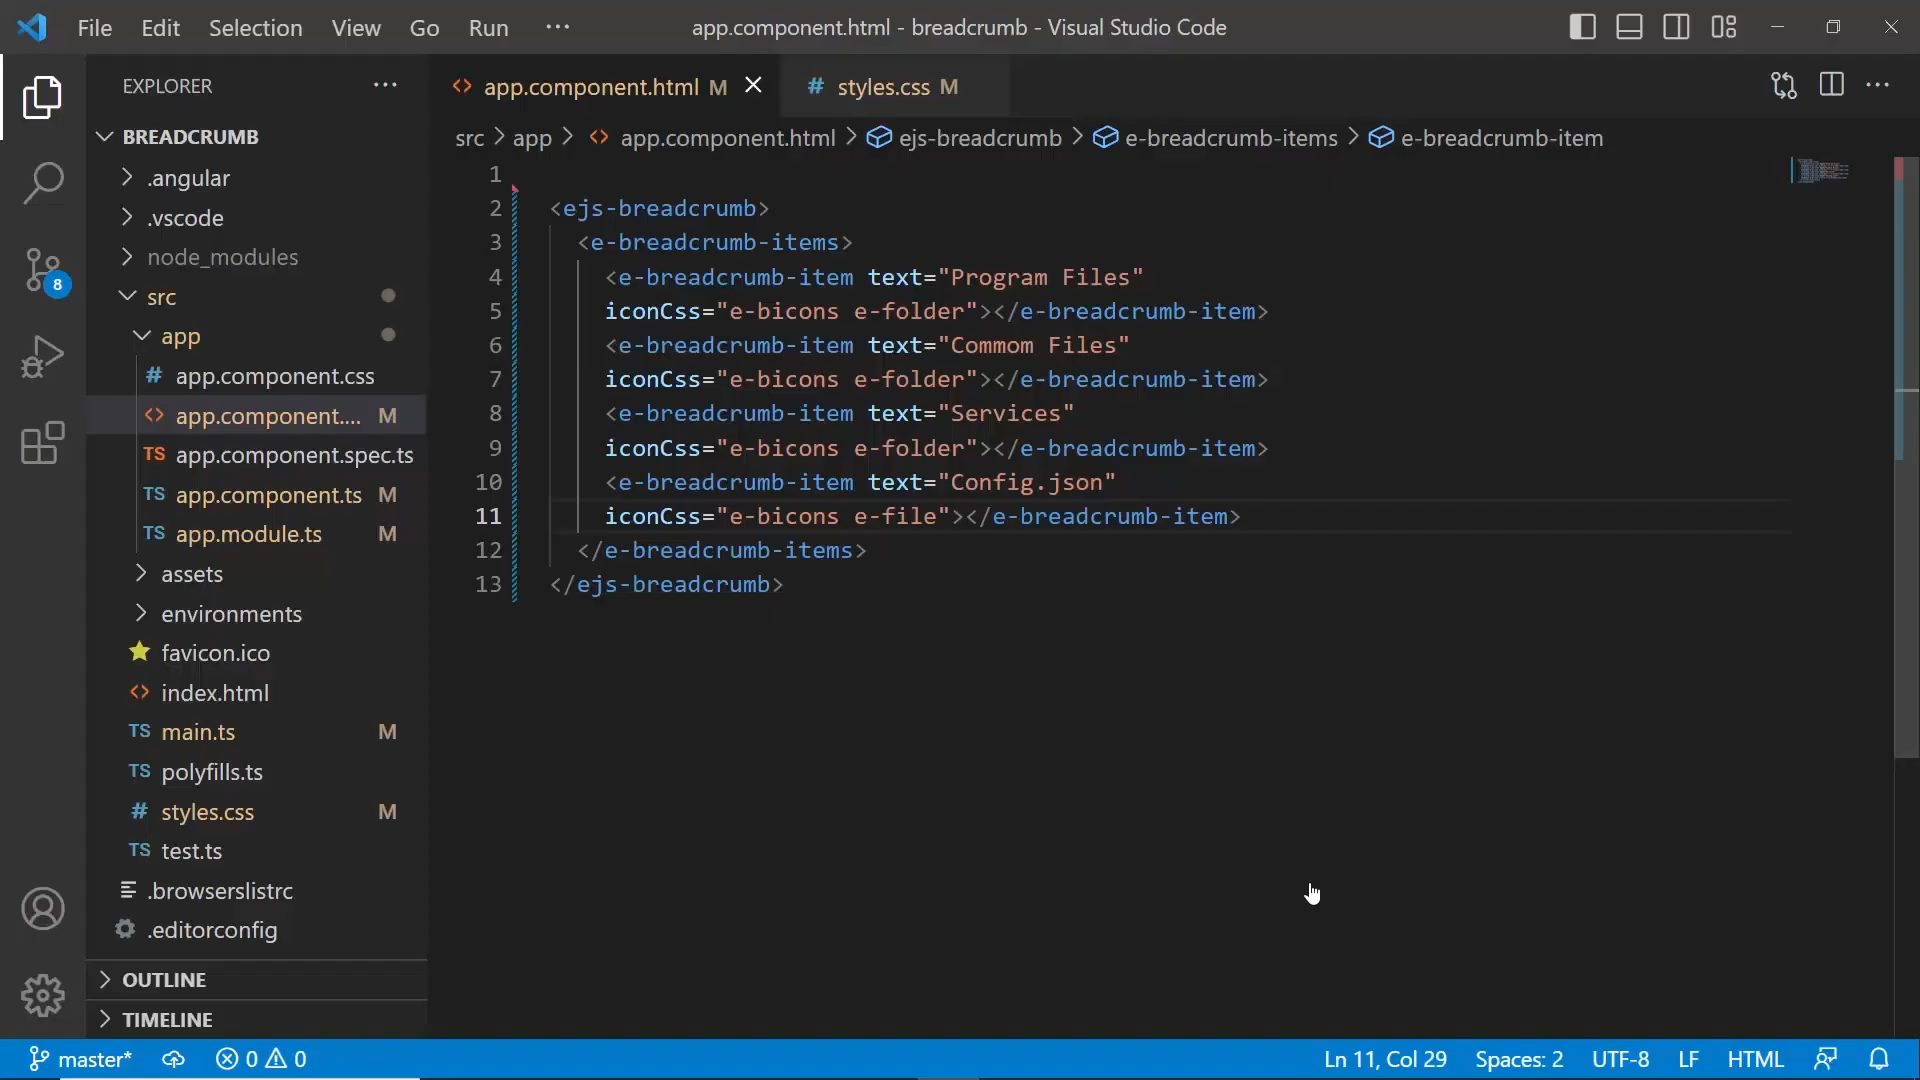 File Edit Selection View Go Run ··· app.component.html - breadcrumb - Visual Studio Code
EXPLORER ···
BREADCRUMB
.angular
.vscode
node_modules
src
app
# app.component.css
<> app.component.... M
TS app.component.spec.ts
TS app.component.ts M
TS app.module.ts M
assets
environments
favicon.ico
<> index.html
TS main.ts M
TS polyfills.ts
# styles.css M
TS test.ts
.browserslistrc
.editorconfig
OUTLINE
TIMELINE
8
<> app.component.html M # styles.css M
src > app > <> app.component.html > ejs-breadcrumb > e-breadcrumb-items > e-breadcrumb-item
1
2 <ejs-breadcrumb>
3 <e-breadcrumb-items>
4 <e-breadcrumb-item text="Program Files"
5 iconCss="e-bicons e-folder"></e-breadcrumb-item>
6 <e-breadcrumb-item text="Commom Files"
7 iconCss="e-bicons e-folder"></e-breadcrumb-item>
8 <e-breadcrumb-item text="Services"
9 iconCss="e-bicons e-folder"></e-breadcrumb-item>
10 <e-breadcrumb-item text="Config.json"
11 iconCss="e-bicons e-file"></e-breadcrumb-item>
12 </e-breadcrumb-items>
13 </ejs-breadcrumb>
master* 0 0 Ln 11, Col 29 Spaces: 2 UTF-8 LF HTML